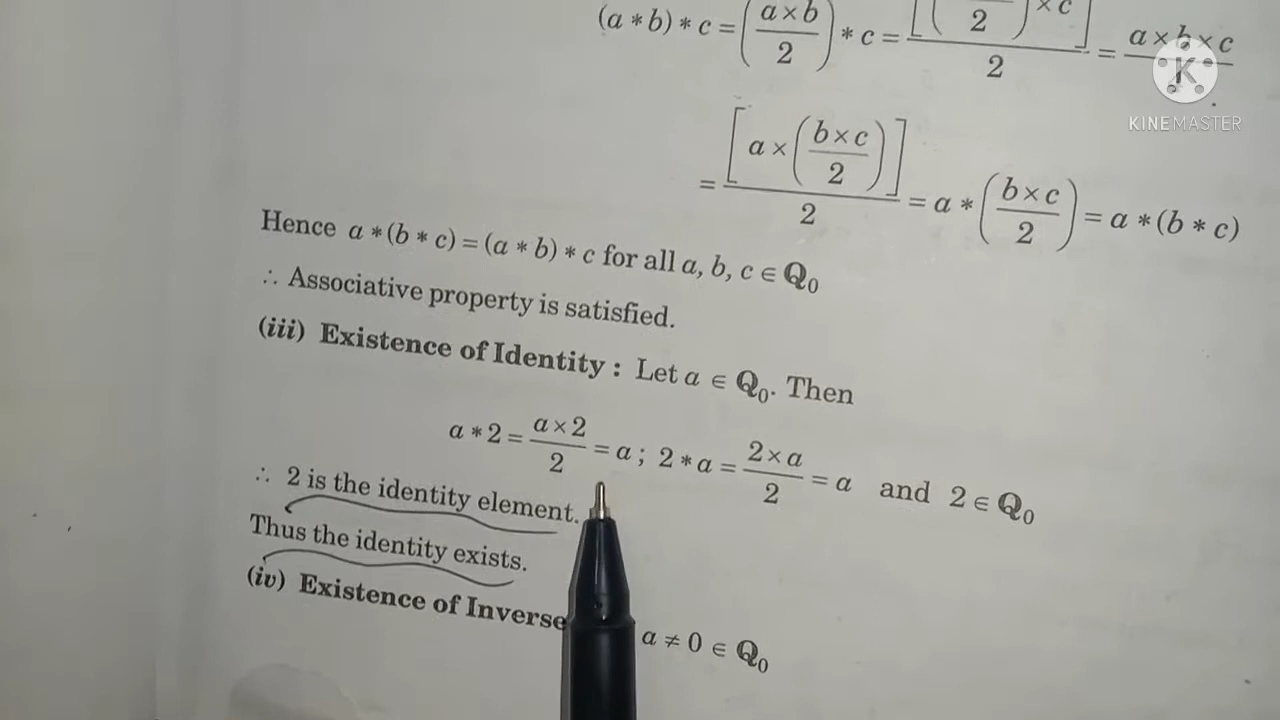 (a * b) * c = (a × b / 2) * c = [( / 2) × c] / 2 = a × b × c
= [a × (b × c / 2)] / 2 = a * (b × c / 2) = a * (b * c)
Hence a * (b * c) = (a * b) * c for all a, b, c ∈ Q₀
∴ Associative property is satisfied.
(iii) Existence of Identity : Let a ∈ Q₀. Then
a * 2 = a × 2 / 2 = a ; 2 * a = 2 × a / 2 = a and 2 ∈ Q₀
∴ 2 is the identity element.
Thus the identity exists.
(iv) Existence of Inverse a ≠ 0 ∈ Q₀
K
KINEMASTER